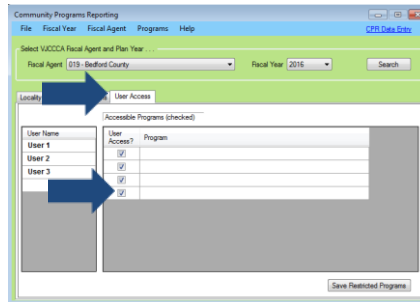 Community Programs Reporting
File Fiscal Year Fiscal Agent Programs Help CPR Data Entry
Select VJCCCA Fiscal Agent and Plan Year . . .
Fiscal Agent 019 - Bedford County Fiscal Year 2016 Search
Locality User Access
Accessible Programs (checked)
User Name User Access? Program
User 1
User 2
User 3
Save Restricted Programs